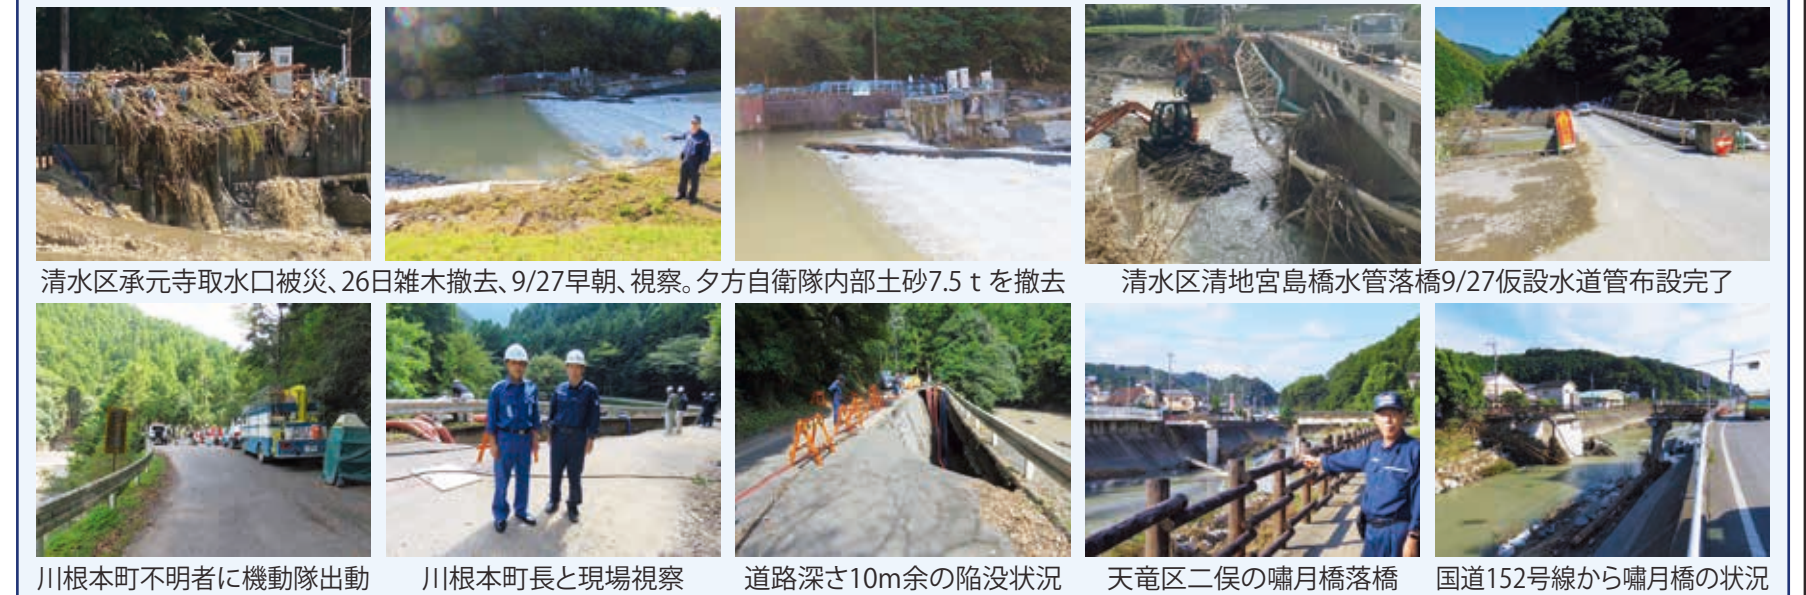 清水区承元寺取水口被災、26日雑木撤去、9/27早朝、視察。夕方自衛隊内部土砂7.5ｔを撤去
清水区清地宮島橋水管落橋9/27仮設水道管布設完了
川根本町不明者に機動隊出動
川根本町長と現場視察
道路深さ10m余の陥没状況
天竜区二俣の嘯月橋落橋
国道152号線から嘯月橋の状況